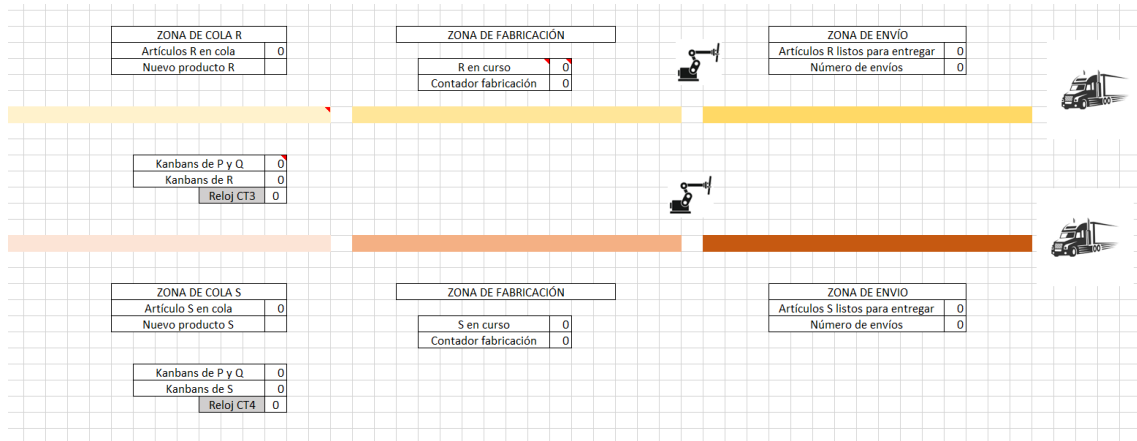 ZONA DE COLA R ZONA DE FABRICACIÓN ZONA DE ENVÍO
Artículos R en cola 0 Artículos R listos para entregar 0
Nuevo producto R Número de envíos 0
R en curso 0
Contador fabricación 0
Kanbans de P y Q 0
Kanbans de R 0
Reloj CT3 0
ZONA DE COLA S ZONA DE FABRICACIÓN ZONA DE ENVIO
Artículo S en cola 0 Artículos S listos para entregar 0
Nuevo producto S S en curso 0 Número de envíos 0
Contador fabricación 0
Kanbans de P y Q 0
Kanbans de S 0
Reloj CT4 0